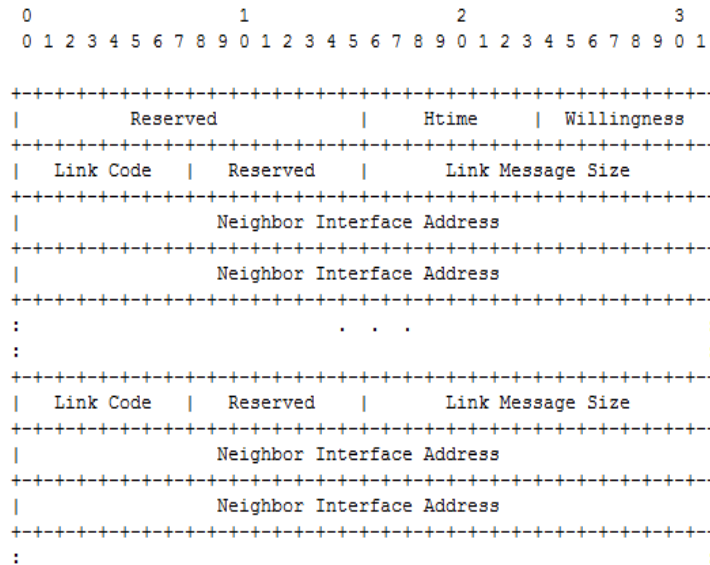 0                   1                   2                   3
0 1 2 3 4 5 6 7 8 9 0 1 2 3 4 5 6 7 8 9 0 1 2 3 4 5 6 7 8 9 0 1
+-+-+-+-+-+-+-+-+-+-+-+-+-+-+-+-+-+-+-+-+-+-+-+-+-+-+-+-+-+-+-+-
|          Reserved             |     Htime     |  Willingness
+-+-+-+-+-+-+-+-+-+-+-+-+-+-+-+-+-+-+-+-+-+-+-+-+-+-+-+-+-+-+-+-
|   Link Code   |   Reserved    |       Link Message Size
+-+-+-+-+-+-+-+-+-+-+-+-+-+-+-+-+-+-+-+-+-+-+-+-+-+-+-+-+-+-+-+-
|                  Neighbor Interface Address
+-+-+-+-+-+-+-+-+-+-+-+-+-+-+-+-+-+-+-+-+-+-+-+-+-+-+-+-+-+-+-+-
|                  Neighbor Interface Address
+-+-+-+-+-+-+-+-+-+-+-+-+-+-+-+-+-+-+-+-+-+-+-+-+-+-+-+-+-+-+-+-
:                             .  .  .
:
+-+-+-+-+-+-+-+-+-+-+-+-+-+-+-+-+-+-+-+-+-+-+-+-+-+-+-+-+-+-+-+-
|   Link Code   |   Reserved    |       Link Message Size
+-+-+-+-+-+-+-+-+-+-+-+-+-+-+-+-+-+-+-+-+-+-+-+-+-+-+-+-+-+-+-+-
|                  Neighbor Interface Address
+-+-+-+-+-+-+-+-+-+-+-+-+-+-+-+-+-+-+-+-+-+-+-+-+-+-+-+-+-+-+-+-
|                  Neighbor Interface Address
+-+-+-+-+-+-+-+-+-+-+-+-+-+-+-+-+-+-+-+-+-+-+-+-+-+-+-+-+-+-+-+-
: